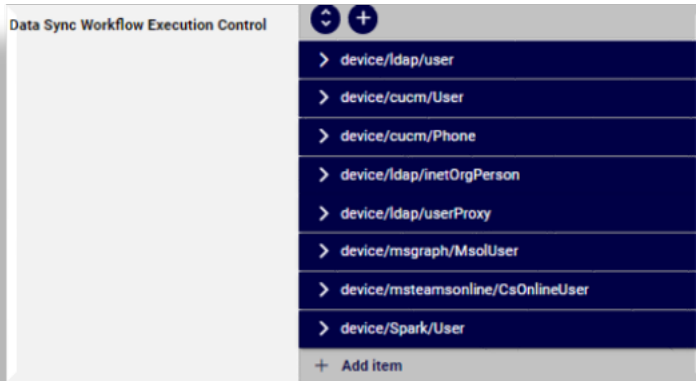 Data Sync Workflow Execution Control
device/ldap/user
device/cucm/User
device/cucm/Phone
device/ldap/inetOrgPerson
device/ldap/userProxy
device/msgraph/MsolUser
device/msteamsonline/CsOnlineUser
device/Spark/User
+ Add item